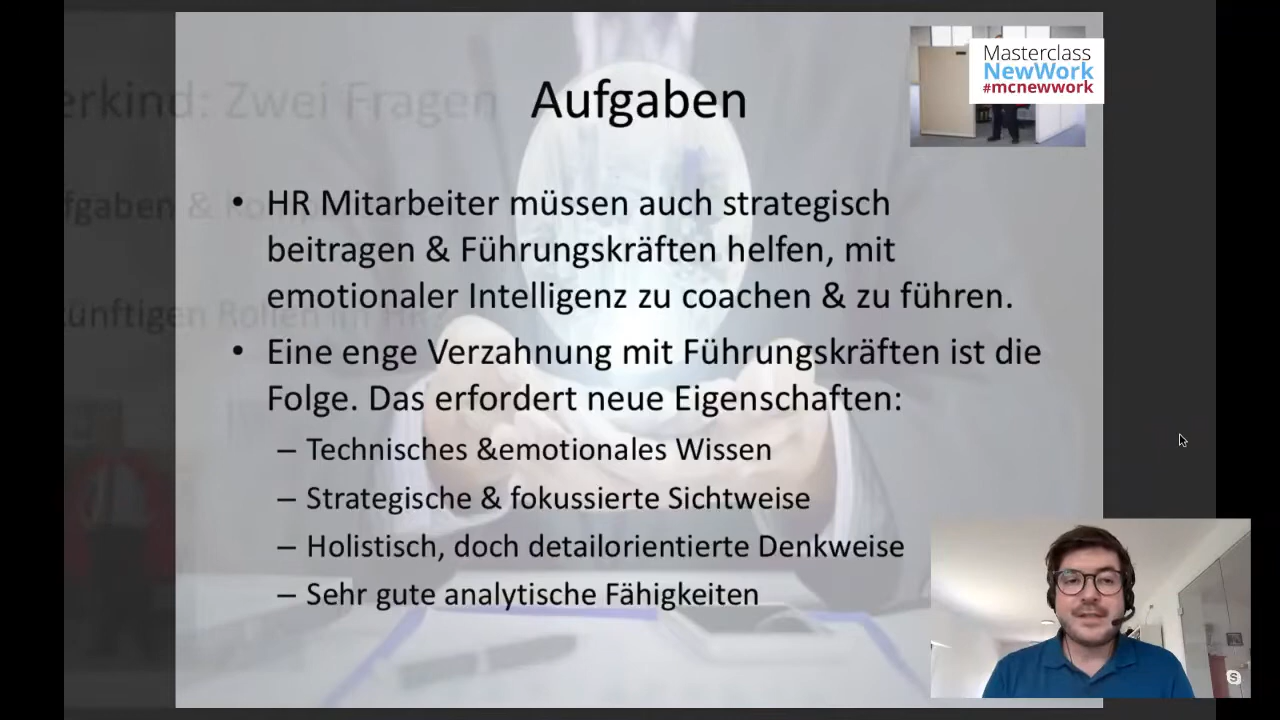 Masterclass
NewWork
#mcnewwork
erkind: Zwei Fragen
Aufgaben
fgaben &
HR Mitarbeiter müssen auch strategisch
beitragen & Führungskräften helfen, mit
emotionaler Intelligenz zu coachen & zu führen.
künftigen Rollen im HR?
• Eine enge Verzahnung mit Führungskräften ist die
Folge. Das erfordert neue Eigenschaften:
– Technisches &emotionales Wissen
– Strategische & fokussierte Sichtweise
– Holistisch, doch detailorientierte Denkweise
– Sehr gute analytische Fähigkeiten